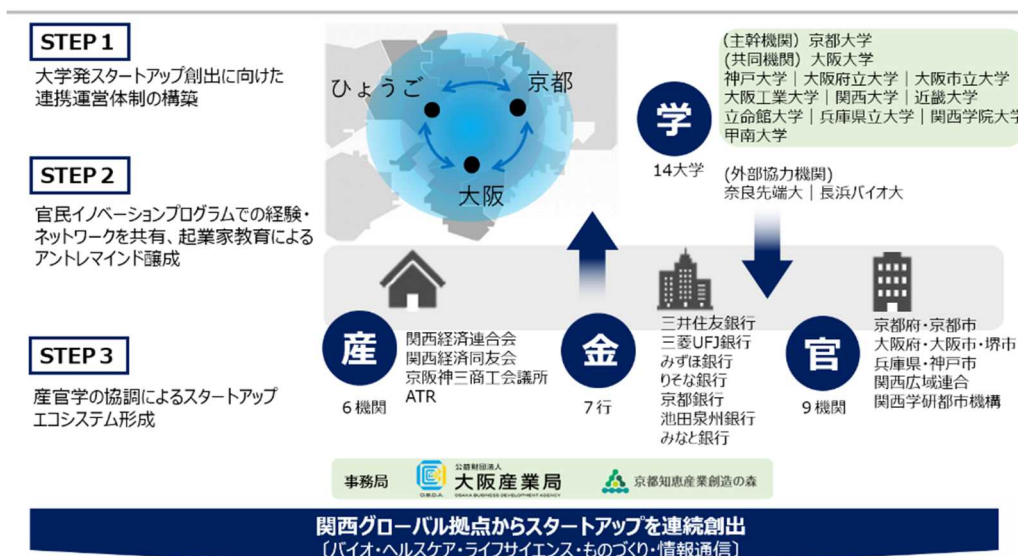 STEP 1
大学発スタートアップ創出に向けた
連携運営体制の構築
STEP 2
官民イノベーションプログラムでの経験・
ネットワークを共有、起業家教育による
アントレマインド醸成
STEP 3
産官学の協調によるスタートアップ
エコシステム形成
ひょうご
京都
大阪
学
14大学
(主幹機関) 京都大学
(共同機関) 大阪大学
神戸大学｜大阪府立大学｜大阪市立大学
大阪工業大学｜関西大学｜近畿大学
立命館大学｜兵庫県立大学｜関西学院大学
甲南大学
(外部協力機関)
奈良先端大｜長浜バイオ大
産
6機関
関西経済連合会
関西経済同友会
京阪神三商工会議所
ATR
金
7行
三井住友銀行
三菱UFJ銀行
みずほ銀行
りそな銀行
京都銀行
池田泉州銀行
みなと銀行
官
9機関
京都府・京都市
大阪府・大阪市・堺市
兵庫県・神戸市
関西広域連合
関西学研都市機構
事務局
O.B.D.A.
公益財団法人
大阪産業局
OSAKA BUSINESS DEVELOPMENT AGENCY
京都知恵産業創造の森
関西グローバル拠点からスタートアップを連続創出
〔バイオ・ヘルスケア・ライフサイエンス・ものづくり・情報通信〕